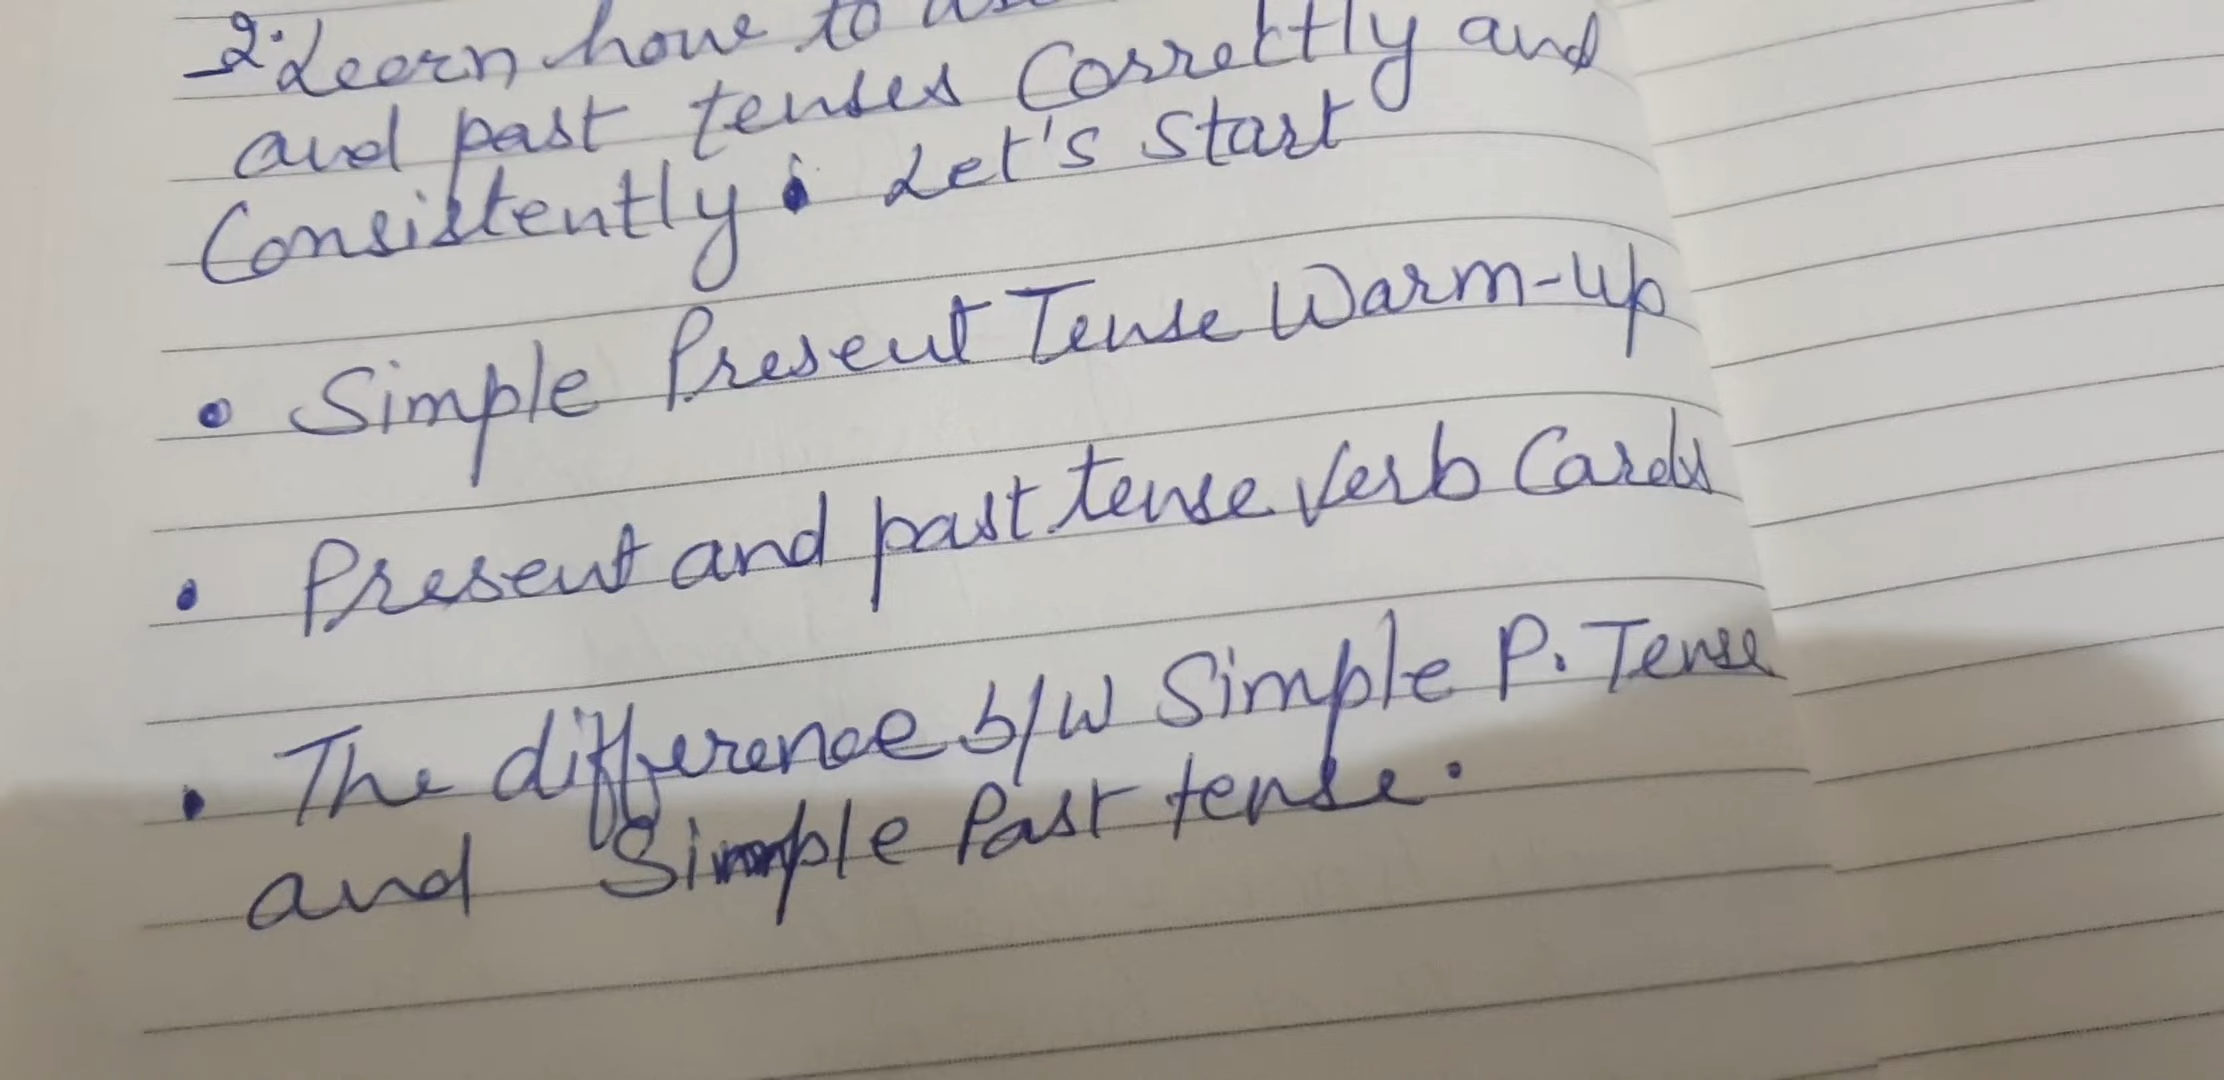 2. Learn how to
and past tenses Correctly and
Consistently. Let's start
• Simple Present Tense Warm-up
• Present and past tense Verb Cards
• The difference b/w Simple P. Tense
and Simple Past tense.